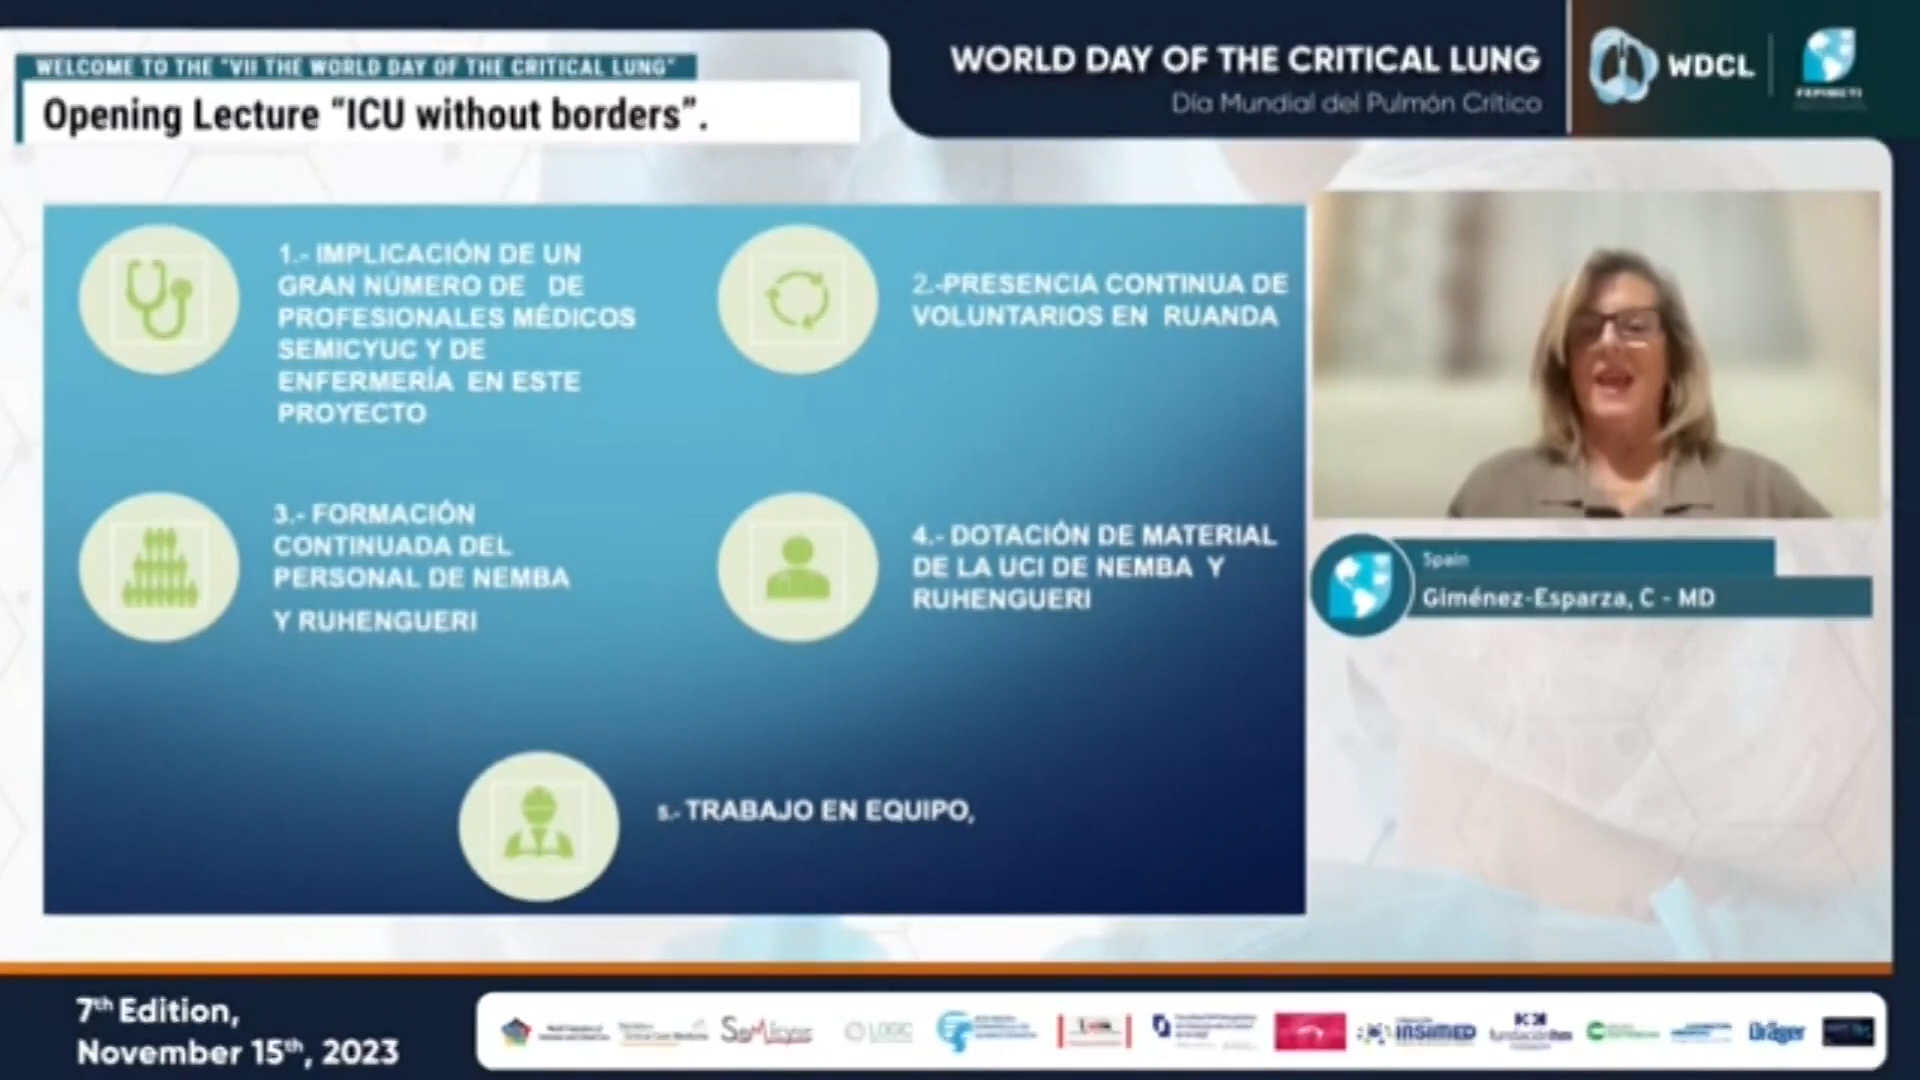 WELCOME TO THE "VII THE WORLD DAY OF THE CRITICAL LUNG"
Opening Lecture "ICU without borders".
WORLD DAY OF THE CRITICAL LUNG
Día Mundial del Pulmón Crítico
WDCL
1.- IMPLICACIÓN DE UN
GRAN NÚMERO DE DE
PROFESIONALES MÉDICOS
SEMICYUC Y DE
ENFERMERÍA EN ESTE
PROYECTO
2.-PRESENCIA CONTINUA DE
VOLUNTARIOS EN RUANDA
3.- FORMACIÓN
CONTINUADA DEL
PERSONAL DE NEMBA
Y RUHENGUERI
4.- DOTACIÓN DE MATERIAL
DE LA UCI DE NEMBA Y
RUHENGUERI
5.- TRABAJO EN EQUIPO,
Spain
Giménez-Esparza, C - MD
7th Edition,
November 15th, 2023
LOGIC
INSIMED
Dräger